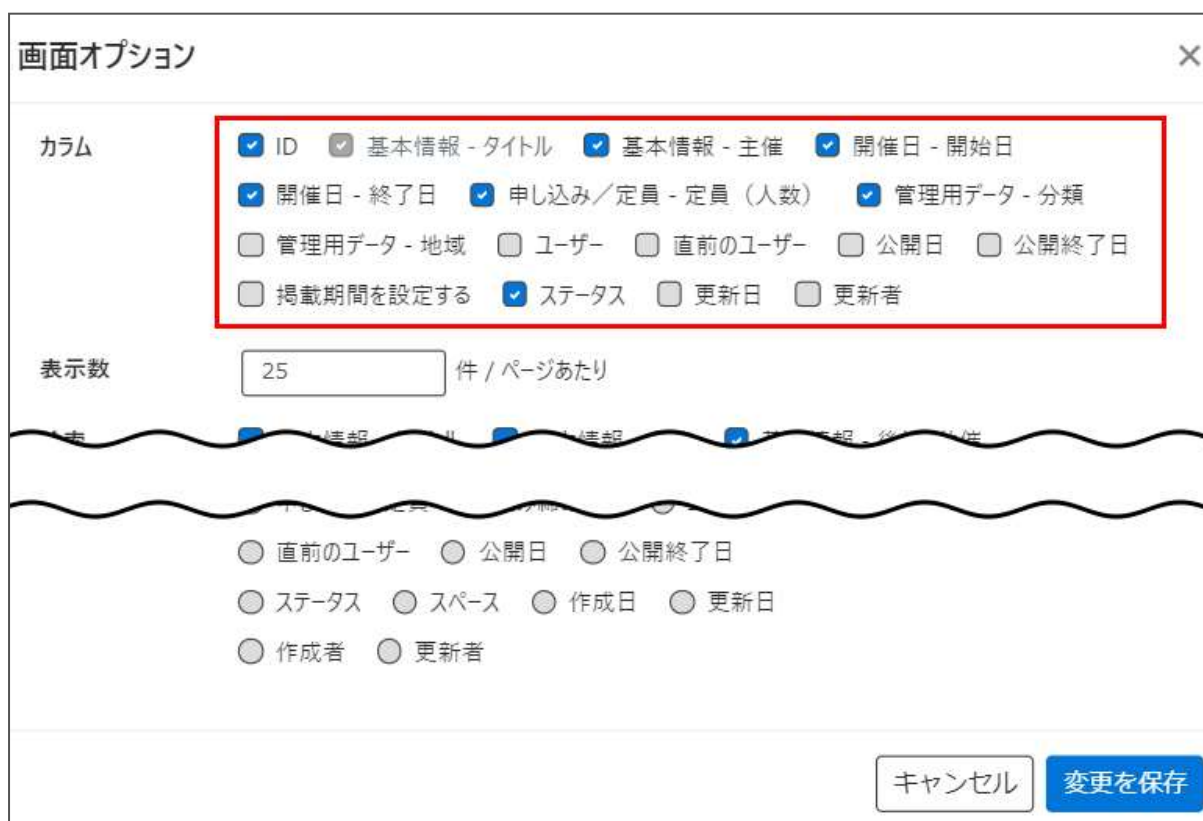 画面オプション ×
カラム
ID 基本情報 - タイトル 基本情報 - 主催 開催日 - 開始日
開催日 - 終了日 申し込み／定員 - 定員（人数） 管理用データ - 分類
管理用データ - 地域 ユーザー 直前のユーザー 公開日 公開終了日
掲載期間を設定する ステータス 更新日 更新者
表示数 25 件 / ページあたり
直前のユーザー 公開日 公開終了日
ステータス スペース 作成日 更新日
作成者 更新者
キャンセル 変更を保存